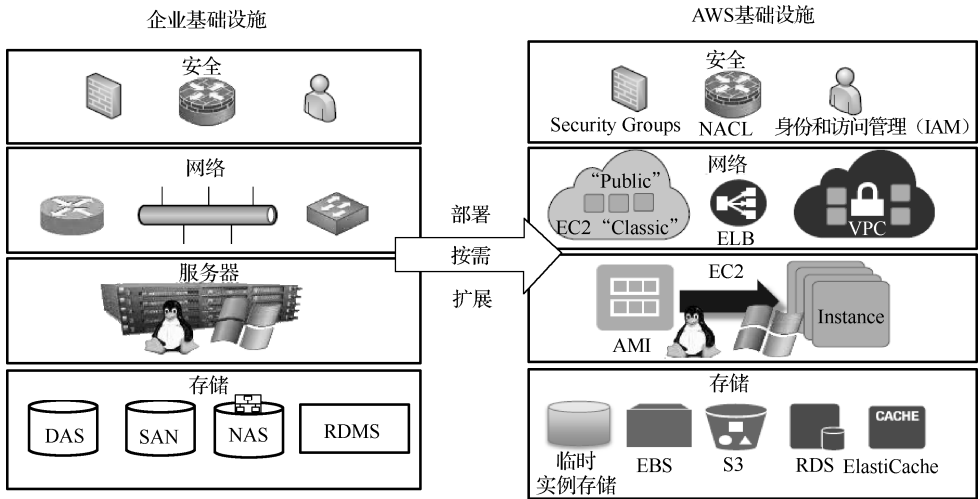 企业基础设施
安全
网络
服务器
存储
DAS
SAN
NAS
RDMS
部署
按需
扩展
AWS基础设施
安全
Security Groups
NACL
身份和访问管理（IAM）
网络
“Public”
EC2 “Classic”
ELB
VPC
EC2
AMI
Instance
存储
临时
实例存储
EBS
S3
RDS
CACHE
ElastiCache